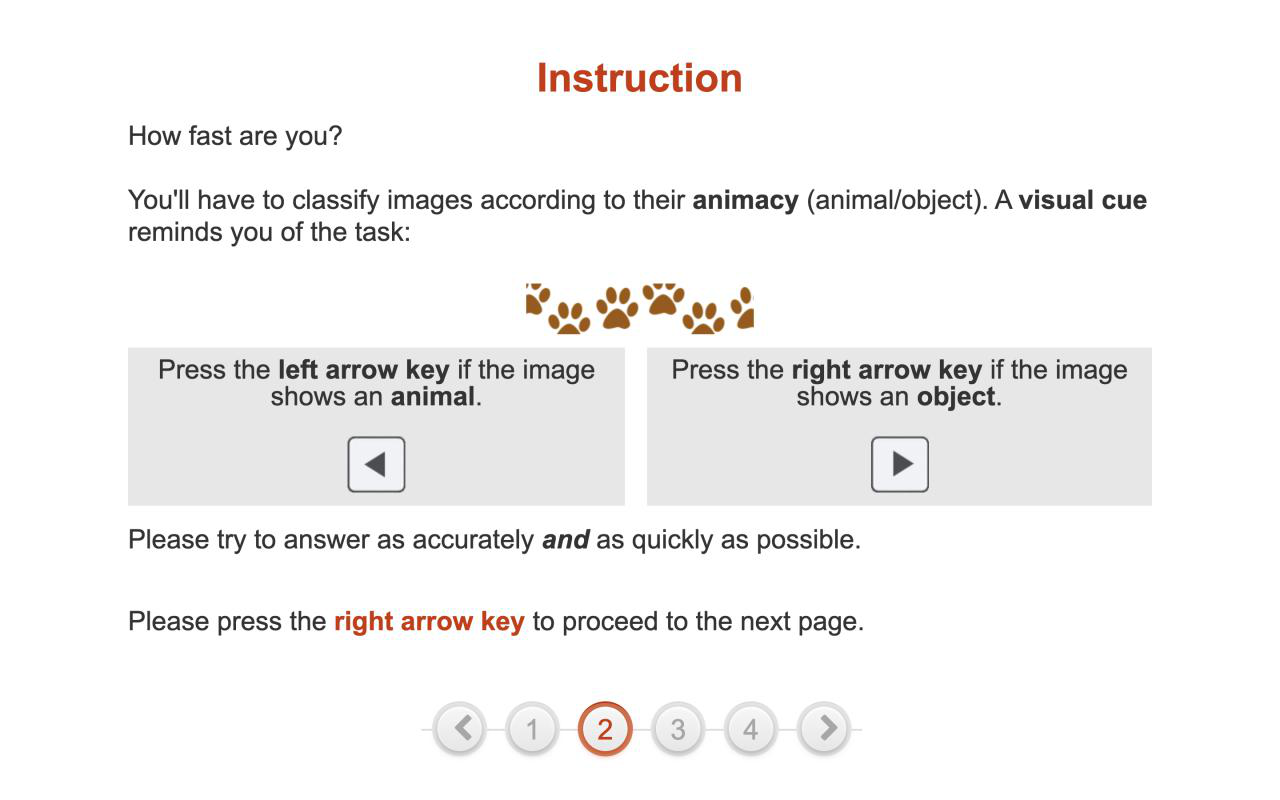 Instruction
How fast are you?
You'll have to classify images according to their animacy (animal/object). A visual cue
reminds you of the task:
Press the left arrow key if the image
shows an animal.
Press the right arrow key if the image
shows an object.
Please try to answer as accurately and as quickly as possible.
Please press the right arrow key to proceed to the next page.
1 2 3 4